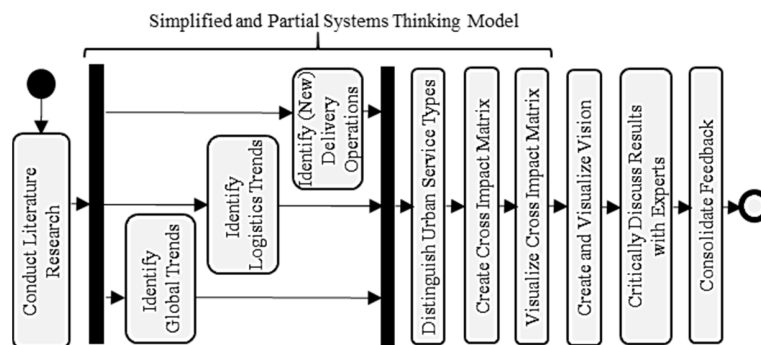 Simplified and Partial Systems Thinking Model
Conduct Literature
Research
Identify
Global Trends
Identify
Logistics Trends
Identify (New)
Delivery
Operations
Distinguish Urban Service Types
Create Cross Impact Matrix
Visualize Cross Impact Matrix
Create and Visualize Vision
Critically Discuss Results
with Experts
Consolidate Feedback